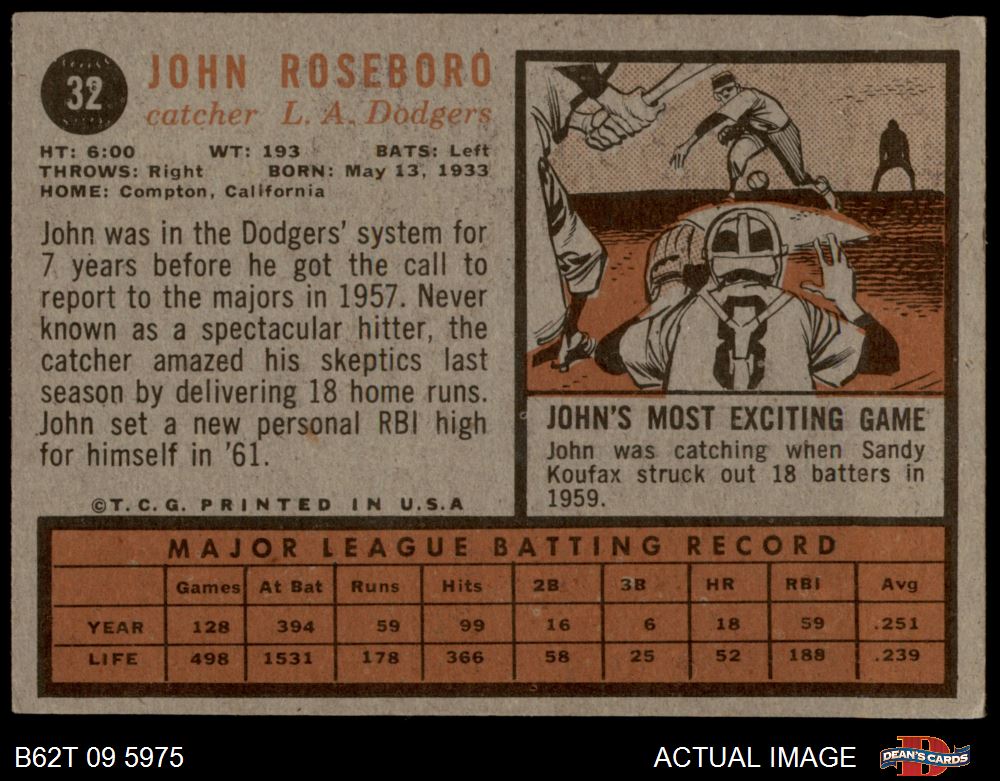 32
JOHN ROSEBORO
catcher L. A. Dodgers
HT: 6:00 WT: 193 BATS: Left
THROWS: Right BORN: May 13, 1933
HOME: Compton, California
John was in the Dodgers' system for
7 years before he got the call to
report to the majors in 1957. Never
known as a spectacular hitter, the
catcher amazed his skeptics last
season by delivering 18 home runs.
John set a new personal RBI high
for himself in '61.
©T.C.G. PRINTED IN U.S.A
JOHN'S MOST EXCITING GAME
John was catching when Sandy
Koufax struck out 18 batters in
1959.
MAJOR LEAGUE BATTING RECORD
Games At Bat Runs Hits 2B 3B HR RBI Avg
YEAR 128 394 59 99 16 6 18 59 .251
LIFE 498 1531 178 366 58 25 52 188 .239
B62T 09 5975 ACTUAL IMAGE DEAN'S CARDS